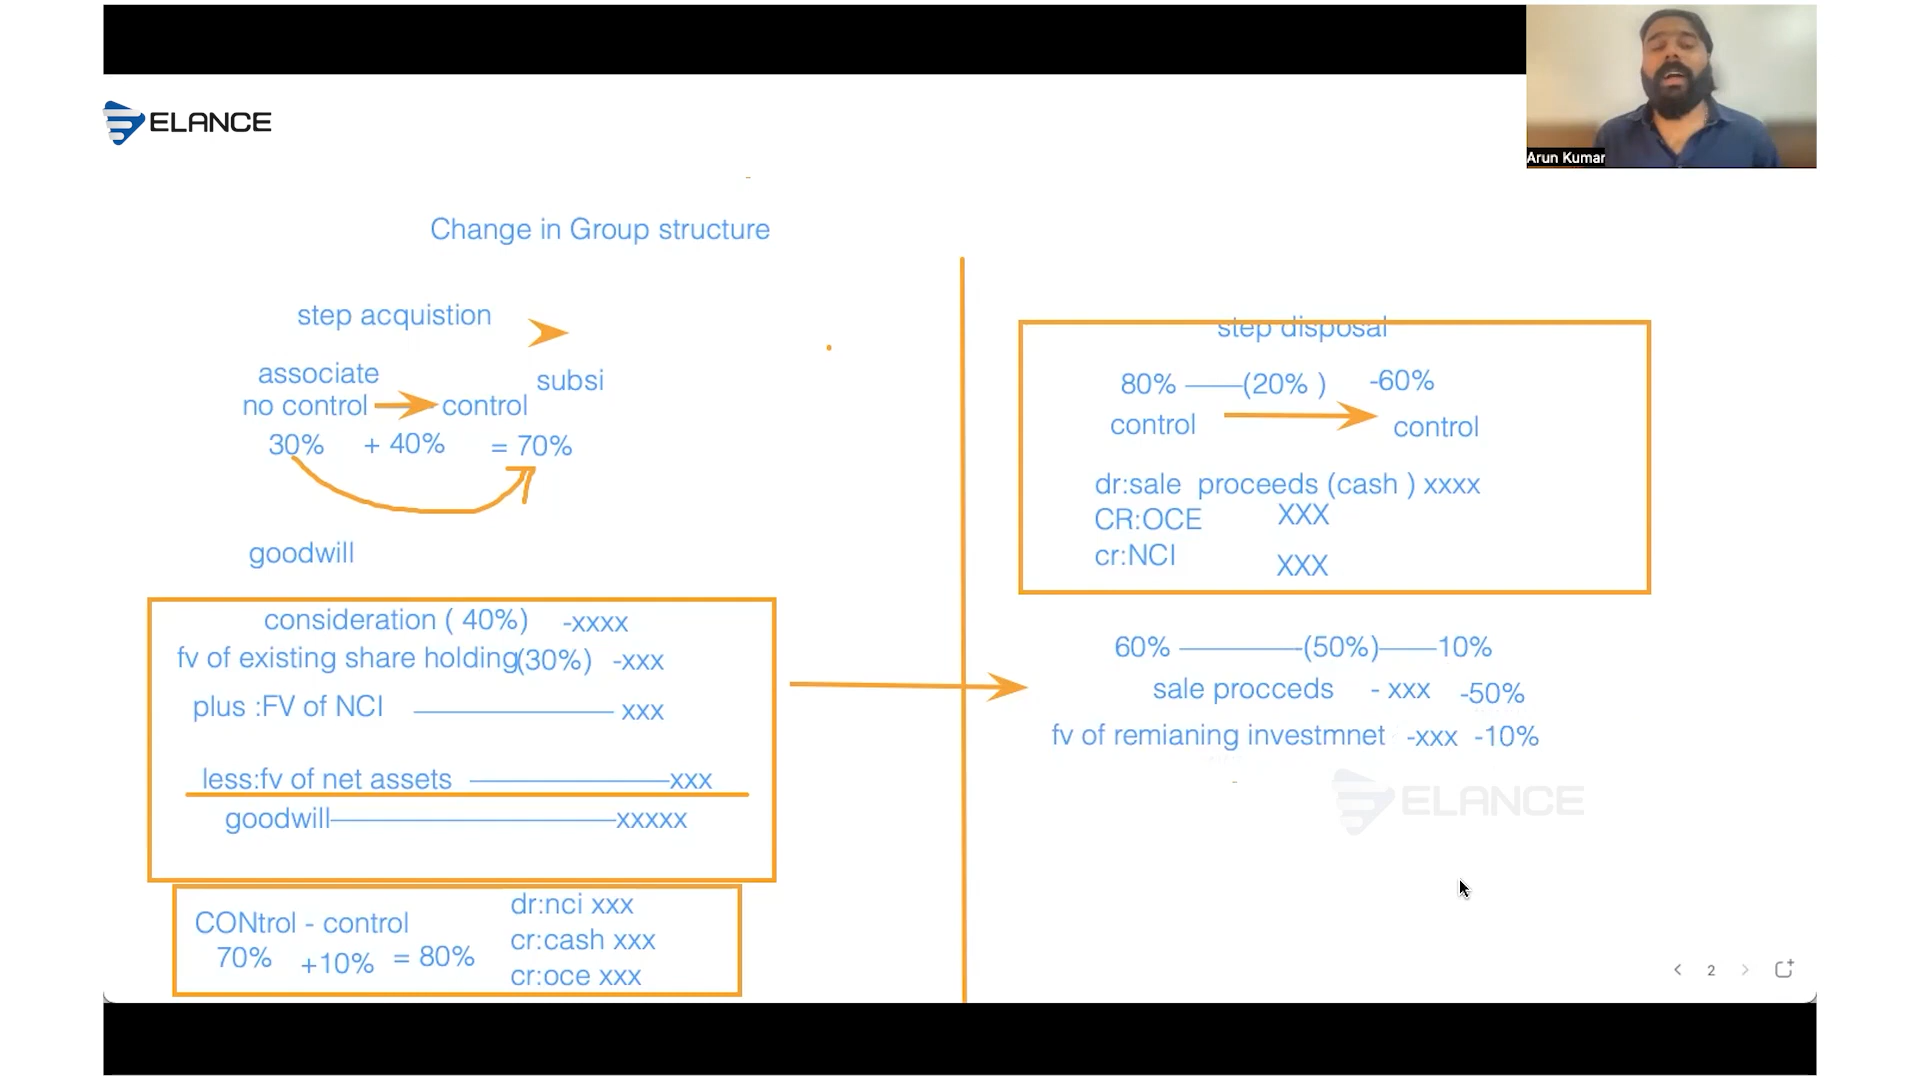 ELANCE
Arun Kumar
Change in Group structure
step acquistion
associate
subsi
no control control
30% + 40% = 70%
goodwill
consideration ( 40%) -xxxx
fv of existing share holding(30%) -xxx
plus :FV of NCI xxx
less:fv of net assets xxx
goodwill xxxxx
CONtrol - control
70% +10% = 80%
dr:nci xxx
cr:cash xxx
cr:oce xxx
step disposal
80% (20% ) -60%
control control
dr:sale proceeds (cash ) xxxx
CR:OCE XXX
cr:NCI XXX
60% (50%) 10%
sale procceds - xxx -50%
fv of remianing investmnet -xxx -10%
ELANCE
2